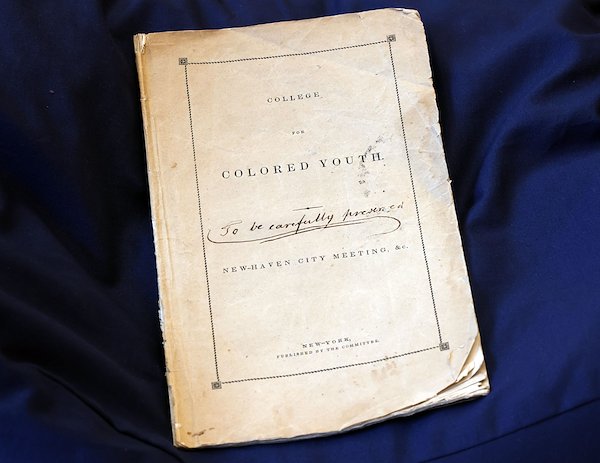 COLLEGE
FOR
COLORED YOUTH.
To be carefully preserved
NEW-HAVEN CITY MEETING, &c.
NEW-YORK,
PUBLISHED BY THE COMMITTEE.